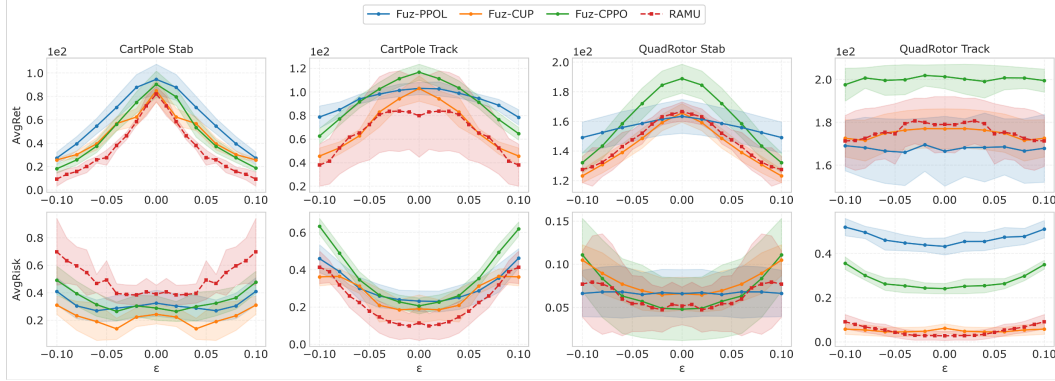 Fuz-PPOL Fuz-CUP Fuz-CPPO RAMU
CartPole Stab CartPole Track QuadRotor Stab QuadRotor Track
1e2 1e2 1e2 1e2
AvgRet
1.0 0.8 0.6 0.4 0.2 0.0
1.2 1.0 0.8 0.6 0.4 0.2
2.0 1.8 1.6 1.4 1.2
2.0 1.8 1.6
−0.10 −0.05 0.00 0.05 0.10 −0.10 −0.05 0.00 0.05 0.10 −0.10 −0.05 0.00 0.05 0.10 −0.10 −0.05 0.00 0.05 0.10
AvgRisk
0.8 0.6 0.4 0.2
0.6 0.4 0.2 0.0
0.15 0.10 0.05
0.4 0.2 0.0
−0.10 −0.05 0.00 0.05 0.10 −0.10 −0.05 0.00 0.05 0.10 −0.10 −0.05 0.00 0.05 0.10 −0.10 −0.05 0.00 0.05 0.10
ε ε ε ε